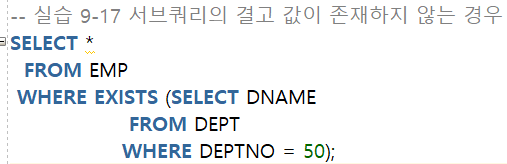 -- 실습 9-17 서브쿼리의 결고 값이 존재하지 않는 경우
SELECT *
FROM EMP
WHERE EXISTS (SELECT DNAME
FROM DEPT
WHERE DEPTNO = 50);